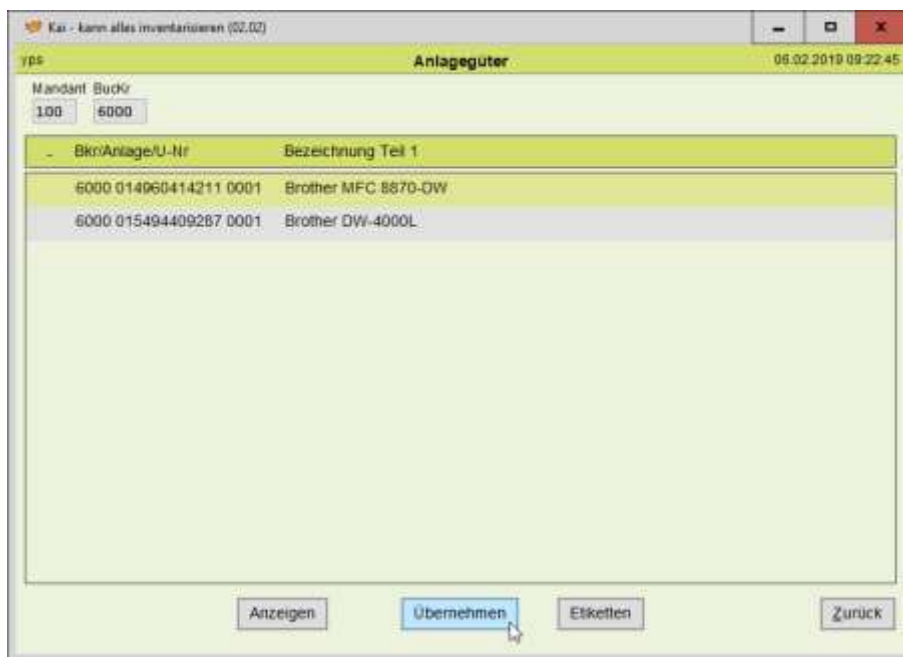 Kai - kann alles inventarisieren (02.02)
yps Anlagegüter 06.02.2019 09:22:45
Mandant BucKr
100 6000
Bkr/Anlage/U-Nr Bezeichnung Teil 1
6000 014960414211 0001 Brother MFC 8870-DW
6000 015494409287 0001 Brother DW-4000L
Anzeigen Übernehmen Etiketten Zurück